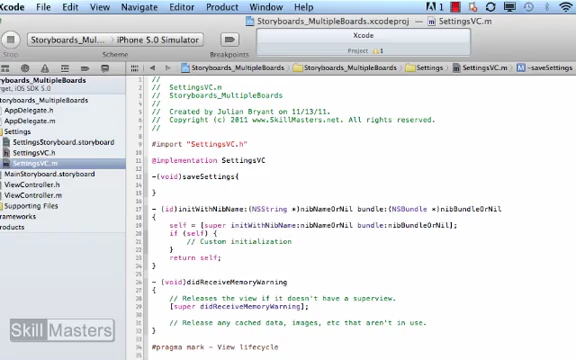 Xcode File Edit View Navigate Editor Product Window Help
Storyboards_MultipleBoards.xcodeproj — SettingsVC.m
Stop
Storyboards_Mul... iPhone 5.0 Simulator
Scheme
Breakpoints
Xcode
Project 1
Storyboards_MultipleBoards Storyboards_MultipleBoards Settings SettingsVC.m -saveSettings
oryboards_MultipleBoards
rget, iOS SDK 5.0
oryboards_MultipleBoards
AppDelegate.h
AppDelegate.m
Settings
SettingsStoryboard.storyboard
SettingsVC.h
SettingsVC.m
MainStoryboard.storyboard
ViewController.h
ViewController.m
Supporting Files
rameworks
roducts
//
// SettingsVC.m
// Storyboards_MultipleBoards
//
// Created by Julian Bryant on 11/13/11.
// Copyright (c) 2011 www.SkillMasters.net. All rights reserved.
//
#import "SettingsVC.h"
@implementation SettingsVC
-(void)saveSettings{
}
- (id)initWithNibName:(NSString *)nibNameOrNil bundle:(NSBundle *)nibBundleOrNil
{
self = [super initWithNibName:nibNameOrNil bundle:nibBundleOrNil];
if (self) {
// Custom initialization
}
return self;
}
- (void)didReceiveMemoryWarning
{
// Releases the view if it doesn't have a superview.
[super didReceiveMemoryWarning];
// Release any cached data, images, etc that aren't in use.
}
#pragma mark - View lifecycle
SkillMasters